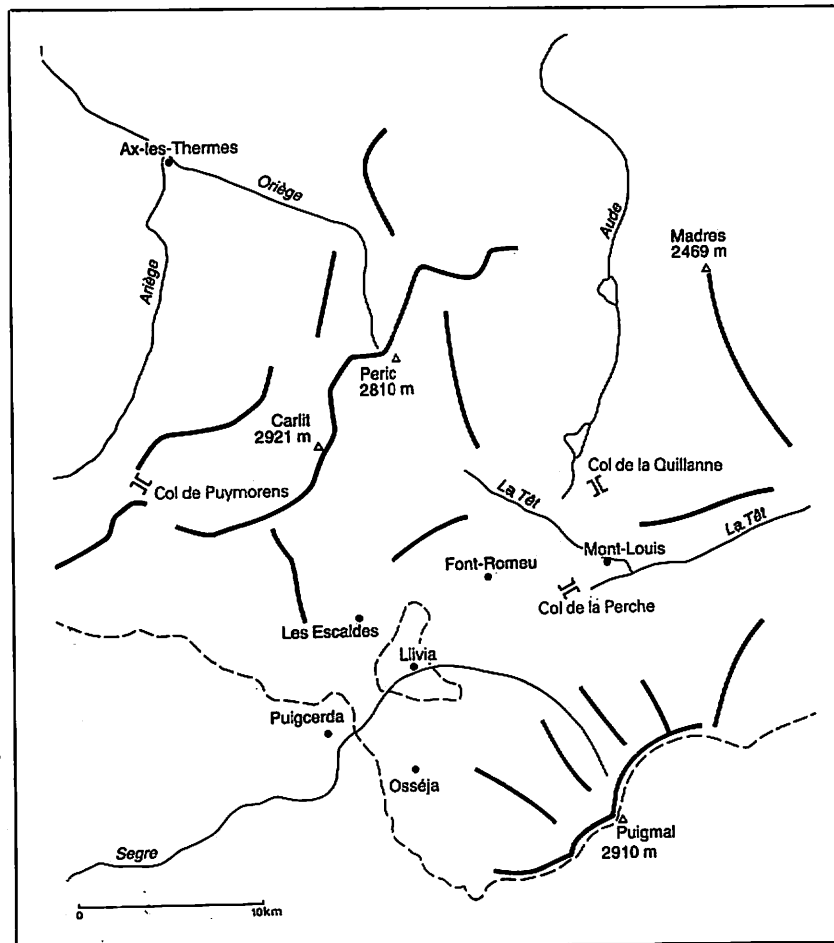 Ax-les-Thermes
Oriège
Ariège
Aude
Madres
2469 m
Peric
2810 m
Carlit
2921 m
Col de Puymorens
Col de la Quillanne
La Têt
La Têt
Mont-Louis
Font-Romeu
Col de la Perche
Les Escaldes
Llivia
Puigcerda
Osséja
Puigmal
2910 m
Segre
0 10km